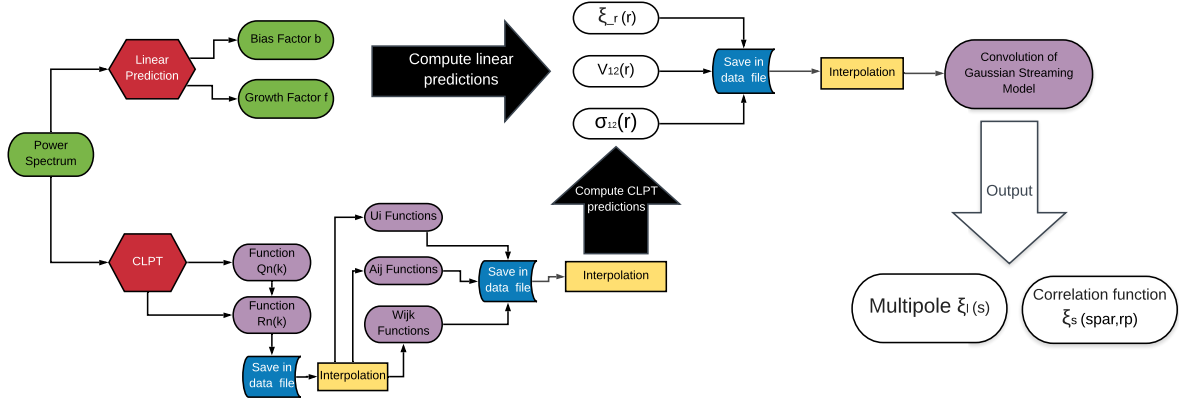 Power
Spectrum
Linear
Prediction
Bias Factor b
Growth Factor f
Compute linear
predictions
CLPT
Function
Qn(k)
Function
Rn(k)
Save in
data file
Interpolation
Ui Functions
Aij Functions
Wijk
Functions
Save in
data file
Interpolation
Compute CLPT
predictions
ξ_r (r)
V12(r)
σ12(r)
Save in
data file
Interpolation
Convolution of
Gaussian Streaming
Model
Output
Multipole ξl (s)
Correlation function
ξs (spar,rp)